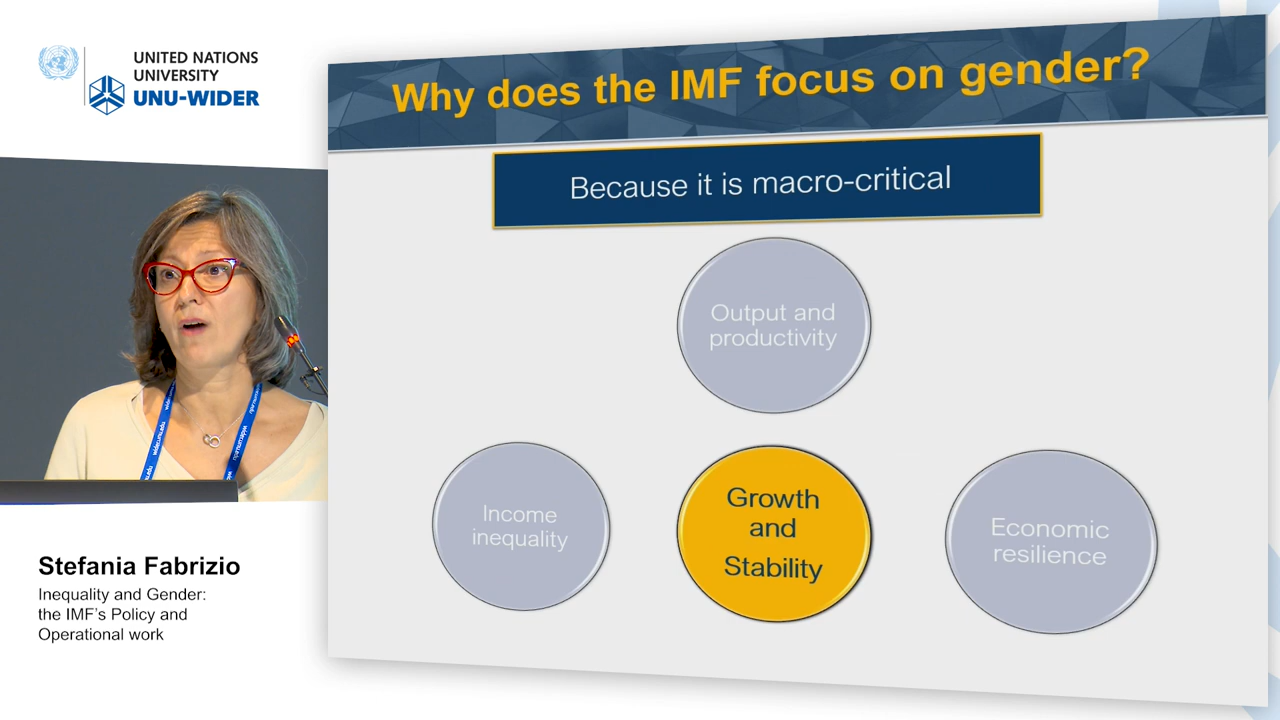 UNITED NATIONS
UNIVERSITY
UNU-WIDER
Why does the IMF focus on gender?
Because it is macro-critical
Output and
productivity
Income
inequality
Growth
and
Stability
Economic
resilience
Stefania Fabrizio
Inequality and Gender:
the IMF's Policy and
Operational work